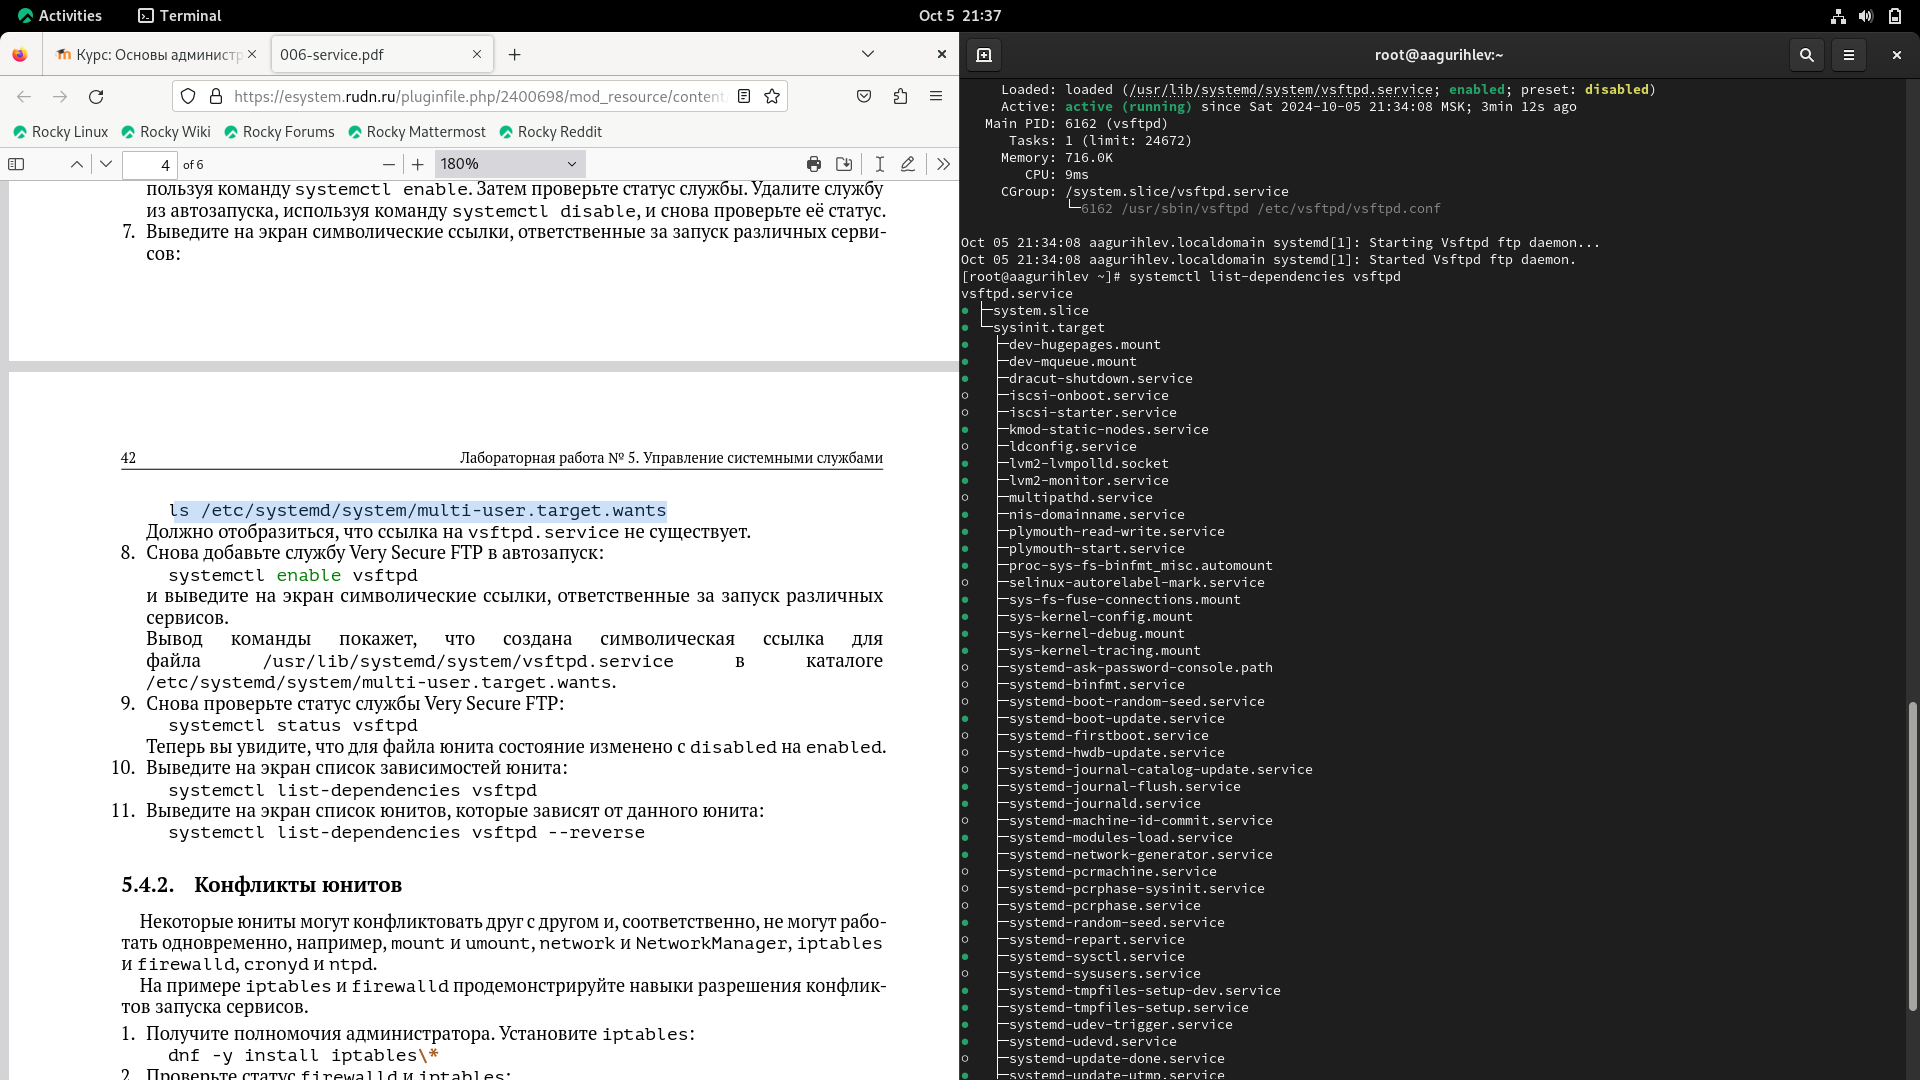 Activities
Terminal
Oct 5 21:37
Курс: Основы администр
006-service.pdf
https://esystem.rudn.ru/pluginfile.php/2400698/mod_resource/content
Rocky Linux
Rocky Wiki
Rocky Forums
Rocky Mattermost
Rocky Reddit
4 of 6
180%
пользуя команду systemctl enable. Затем проверьте статус службы. Удалите службу
из автозапуска, используя команду systemctl disable, и снова проверьте её статус.
7. Выведите на экран символические ссылки, ответственные за запуск различных серви-
сов:
42 Лабораторная работа № 5. Управление системными службами
ls /etc/systemd/system/multi-user.target.wants
Должно отобразиться, что ссылка на vsftpd.service не существует.
8. Снова добавьте службу Very Secure FTP в автозапуск:
systemctl enable vsftpd
и выведите на экран символические ссылки, ответственные за запуск различных
сервисов.
Вывод команды покажет, что создана символическая ссылка для
файла /usr/lib/systemd/system/vsftpd.service в каталоге
/etc/systemd/system/multi-user.target.wants.
9. Снова проверьте статус службы Very Secure FTP:
systemctl status vsftpd
Теперь вы увидите, что для файла юнита состояние изменено с disabled на enabled.
10. Выведите на экран список зависимостей юнита:
systemctl list-dependencies vsftpd
11. Выведите на экран список юнитов, которые зависят от данного юнита:
systemctl list-dependencies vsftpd --reverse
5.4.2. Конфликты юнитов
Некоторые юниты могут конфликтовать друг с другом и, соответственно, не могут рабо-
тать одновременно, например, mount и umount, network и NetworkManager, iptables
и firewalld, cronyd и ntpd.
На примере iptables и firewalld продемонстрируйте навыки разрешения конфлик-
тов запуска сервисов.
1. Получите полномочия администратора. Установите iptables:
dnf -y install iptables\*
2. Проверьте статус firewalld и iptables:
root@aagurihlev:~
Loaded: loaded (/usr/lib/systemd/system/vsftpd.service; enabled; preset: disabled)
Active: active (running) since Sat 2024-10-05 21:34:08 MSK; 3min 12s ago
Main PID: 6162 (vsftpd)
Tasks: 1 (limit: 24672)
Memory: 716.0K
CPU: 9ms
CGroup: /system.slice/vsftpd.service
└─6162 /usr/sbin/vsftpd /etc/vsftpd/vsftpd.conf
Oct 05 21:34:08 aagurihlev.localdomain systemd[1]: Starting Vsftpd ftp daemon...
Oct 05 21:34:08 aagurihlev.localdomain systemd[1]: Started Vsftpd ftp daemon.
[root@aagurihlev ~]# systemctl list-dependencies vsftpd
vsftpd.service
● ├─system.slice
● └─sysinit.target
● ├─dev-hugepages.mount
● ├─dev-mqueue.mount
● ├─dracut-shutdown.service
○ ├─iscsi-onboot.service
○ ├─iscsi-starter.service
● ├─kmod-static-nodes.service
○ ├─ldconfig.service
● ├─lvm2-lvmpolld.socket
● ├─lvm2-monitor.service
○ ├─multipathd.service
● ├─nis-domainname.service
● ├─plymouth-read-write.service
● ├─plymouth-start.service
● ├─proc-sys-fs-binfmt_misc.automount
○ ├─selinux-autorelabel-mark.service
● ├─sys-fs-fuse-connections.mount
● ├─sys-kernel-config.mount
● ├─sys-kernel-debug.mount
● ├─sys-kernel-tracing.mount
○ ├─systemd-ask-password-console.path
○ ├─systemd-binfmt.service
○ ├─systemd-boot-random-seed.service
● ├─systemd-boot-update.service
○ ├─systemd-firstboot.service
○ ├─systemd-hwdb-update.service
○ ├─systemd-journal-catalog-update.service
● ├─systemd-journal-flush.service
● ├─systemd-journald.service
○ ├─systemd-machine-id-commit.service
● ├─systemd-modules-load.service
● ├─systemd-network-generator.service
○ ├─systemd-pcrmachine.service
○ ├─systemd-pcrphase-sysinit.service
○ ├─systemd-pcrphase.service
● ├─systemd-random-seed.service
○ ├─systemd-repart.service
● ├─systemd-sysctl.service
○ ├─systemd-sysusers.service
● ├─systemd-tmpfiles-setup-dev.service
● ├─systemd-tmpfiles-setup.service
● ├─systemd-udev-trigger.service
● ├─systemd-udevd.service
○ ├─systemd-update-done.service
● ├─systemd-update-utmp.service